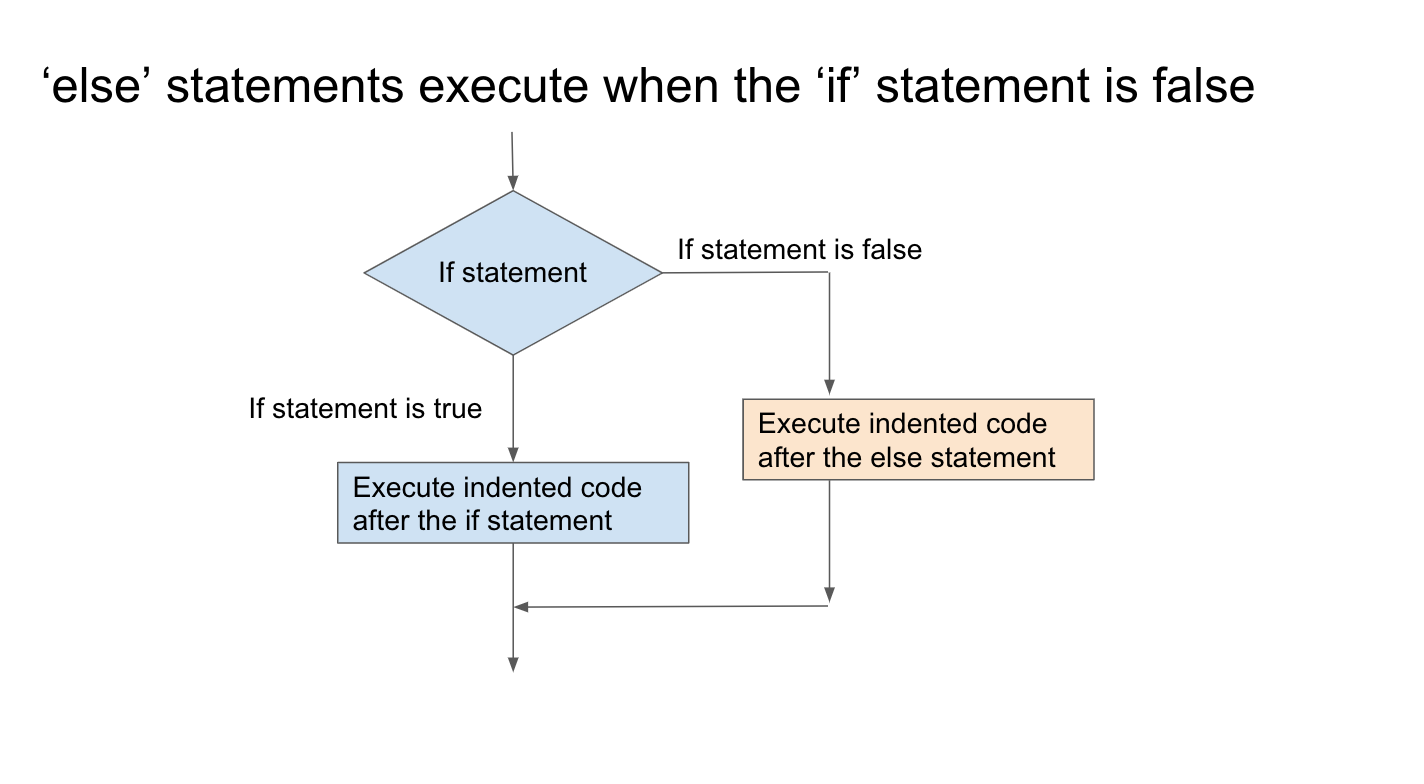 ‘else’ statements execute when the ‘if’ statement is false
If statement is false
If statement
If statement is true
Execute indented code
after the else statement
Execute indented code
after the if statement